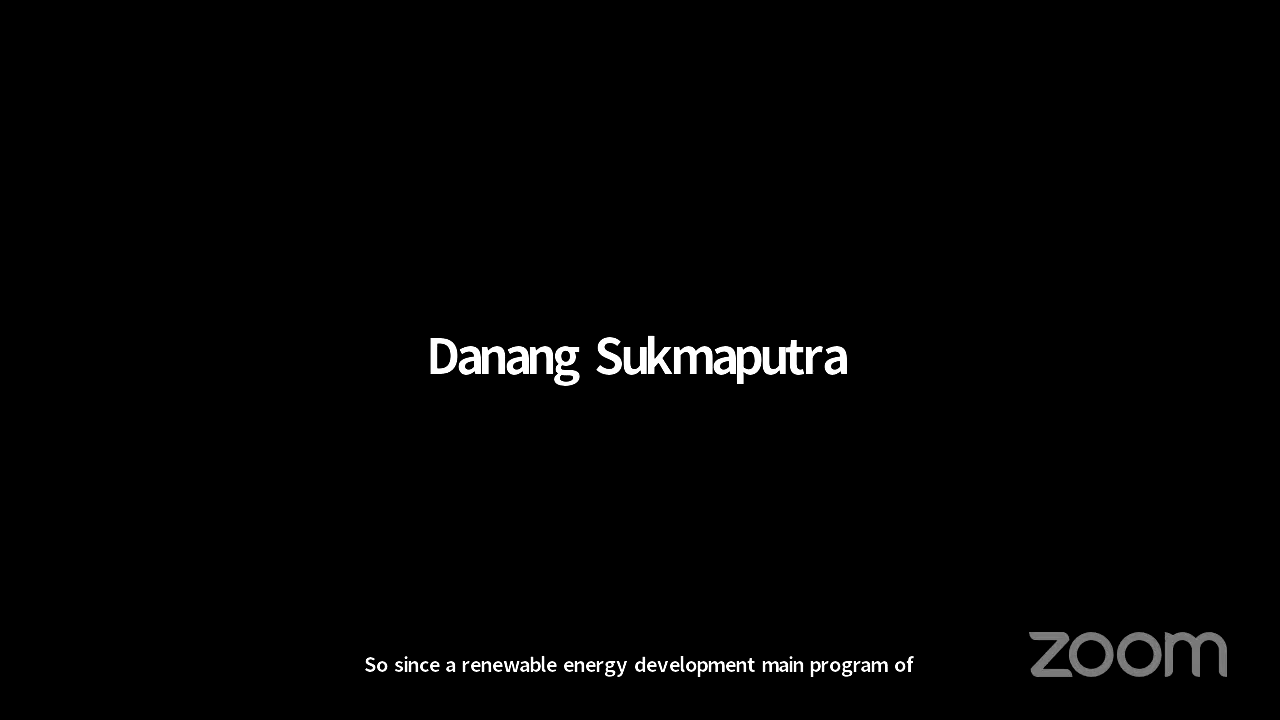 Danang Sukmaputra
So since a renewable energy development main program of
zoom